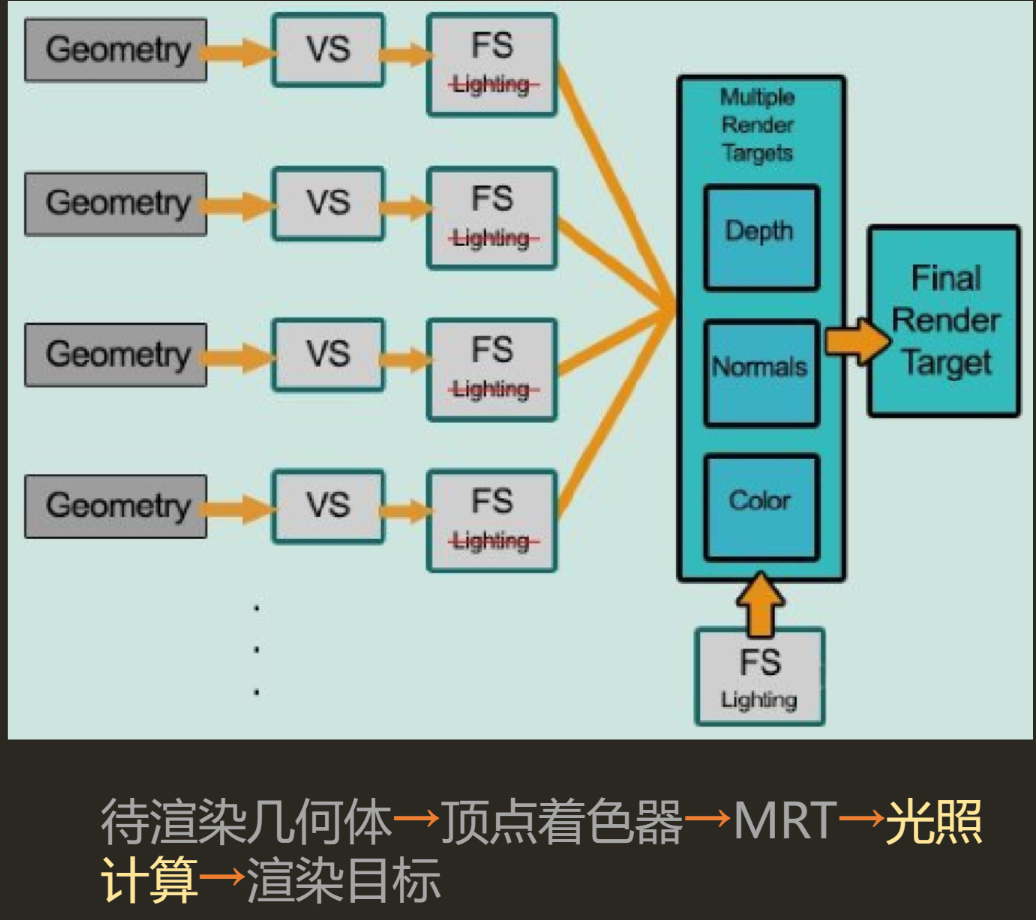 Geometry
VS
FS
Lighting
Geometry
VS
FS
Lighting
Geometry
VS
FS
Lighting
Geometry
VS
FS
Lighting
Multiple
Render
Targets
Depth
Normals
Color
FS
Lighting
Final
Render
Target
待渲染几何体→顶点着色器→MRT→光照
计算→渲染目标